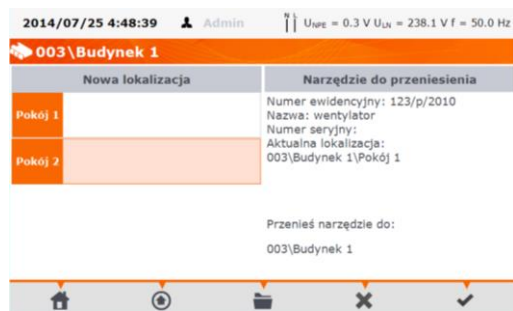 2014/07/25 4:48:39 Admin N L UNPE = 0.3 V ULN = 238.1 V f = 50.0 Hz
003\Budynek 1
Nowa lokalizacja
Pokój 1
Pokój 2
Narzędzie do przeniesienia
Numer ewidencyjny: 123/p/2010
Nazwa: wentylator
Numer seryjny:
Aktualna lokalizacja:
003\Budynek 1\Pokój 1
Przenieś narzędzie do:
003\Budynek 1